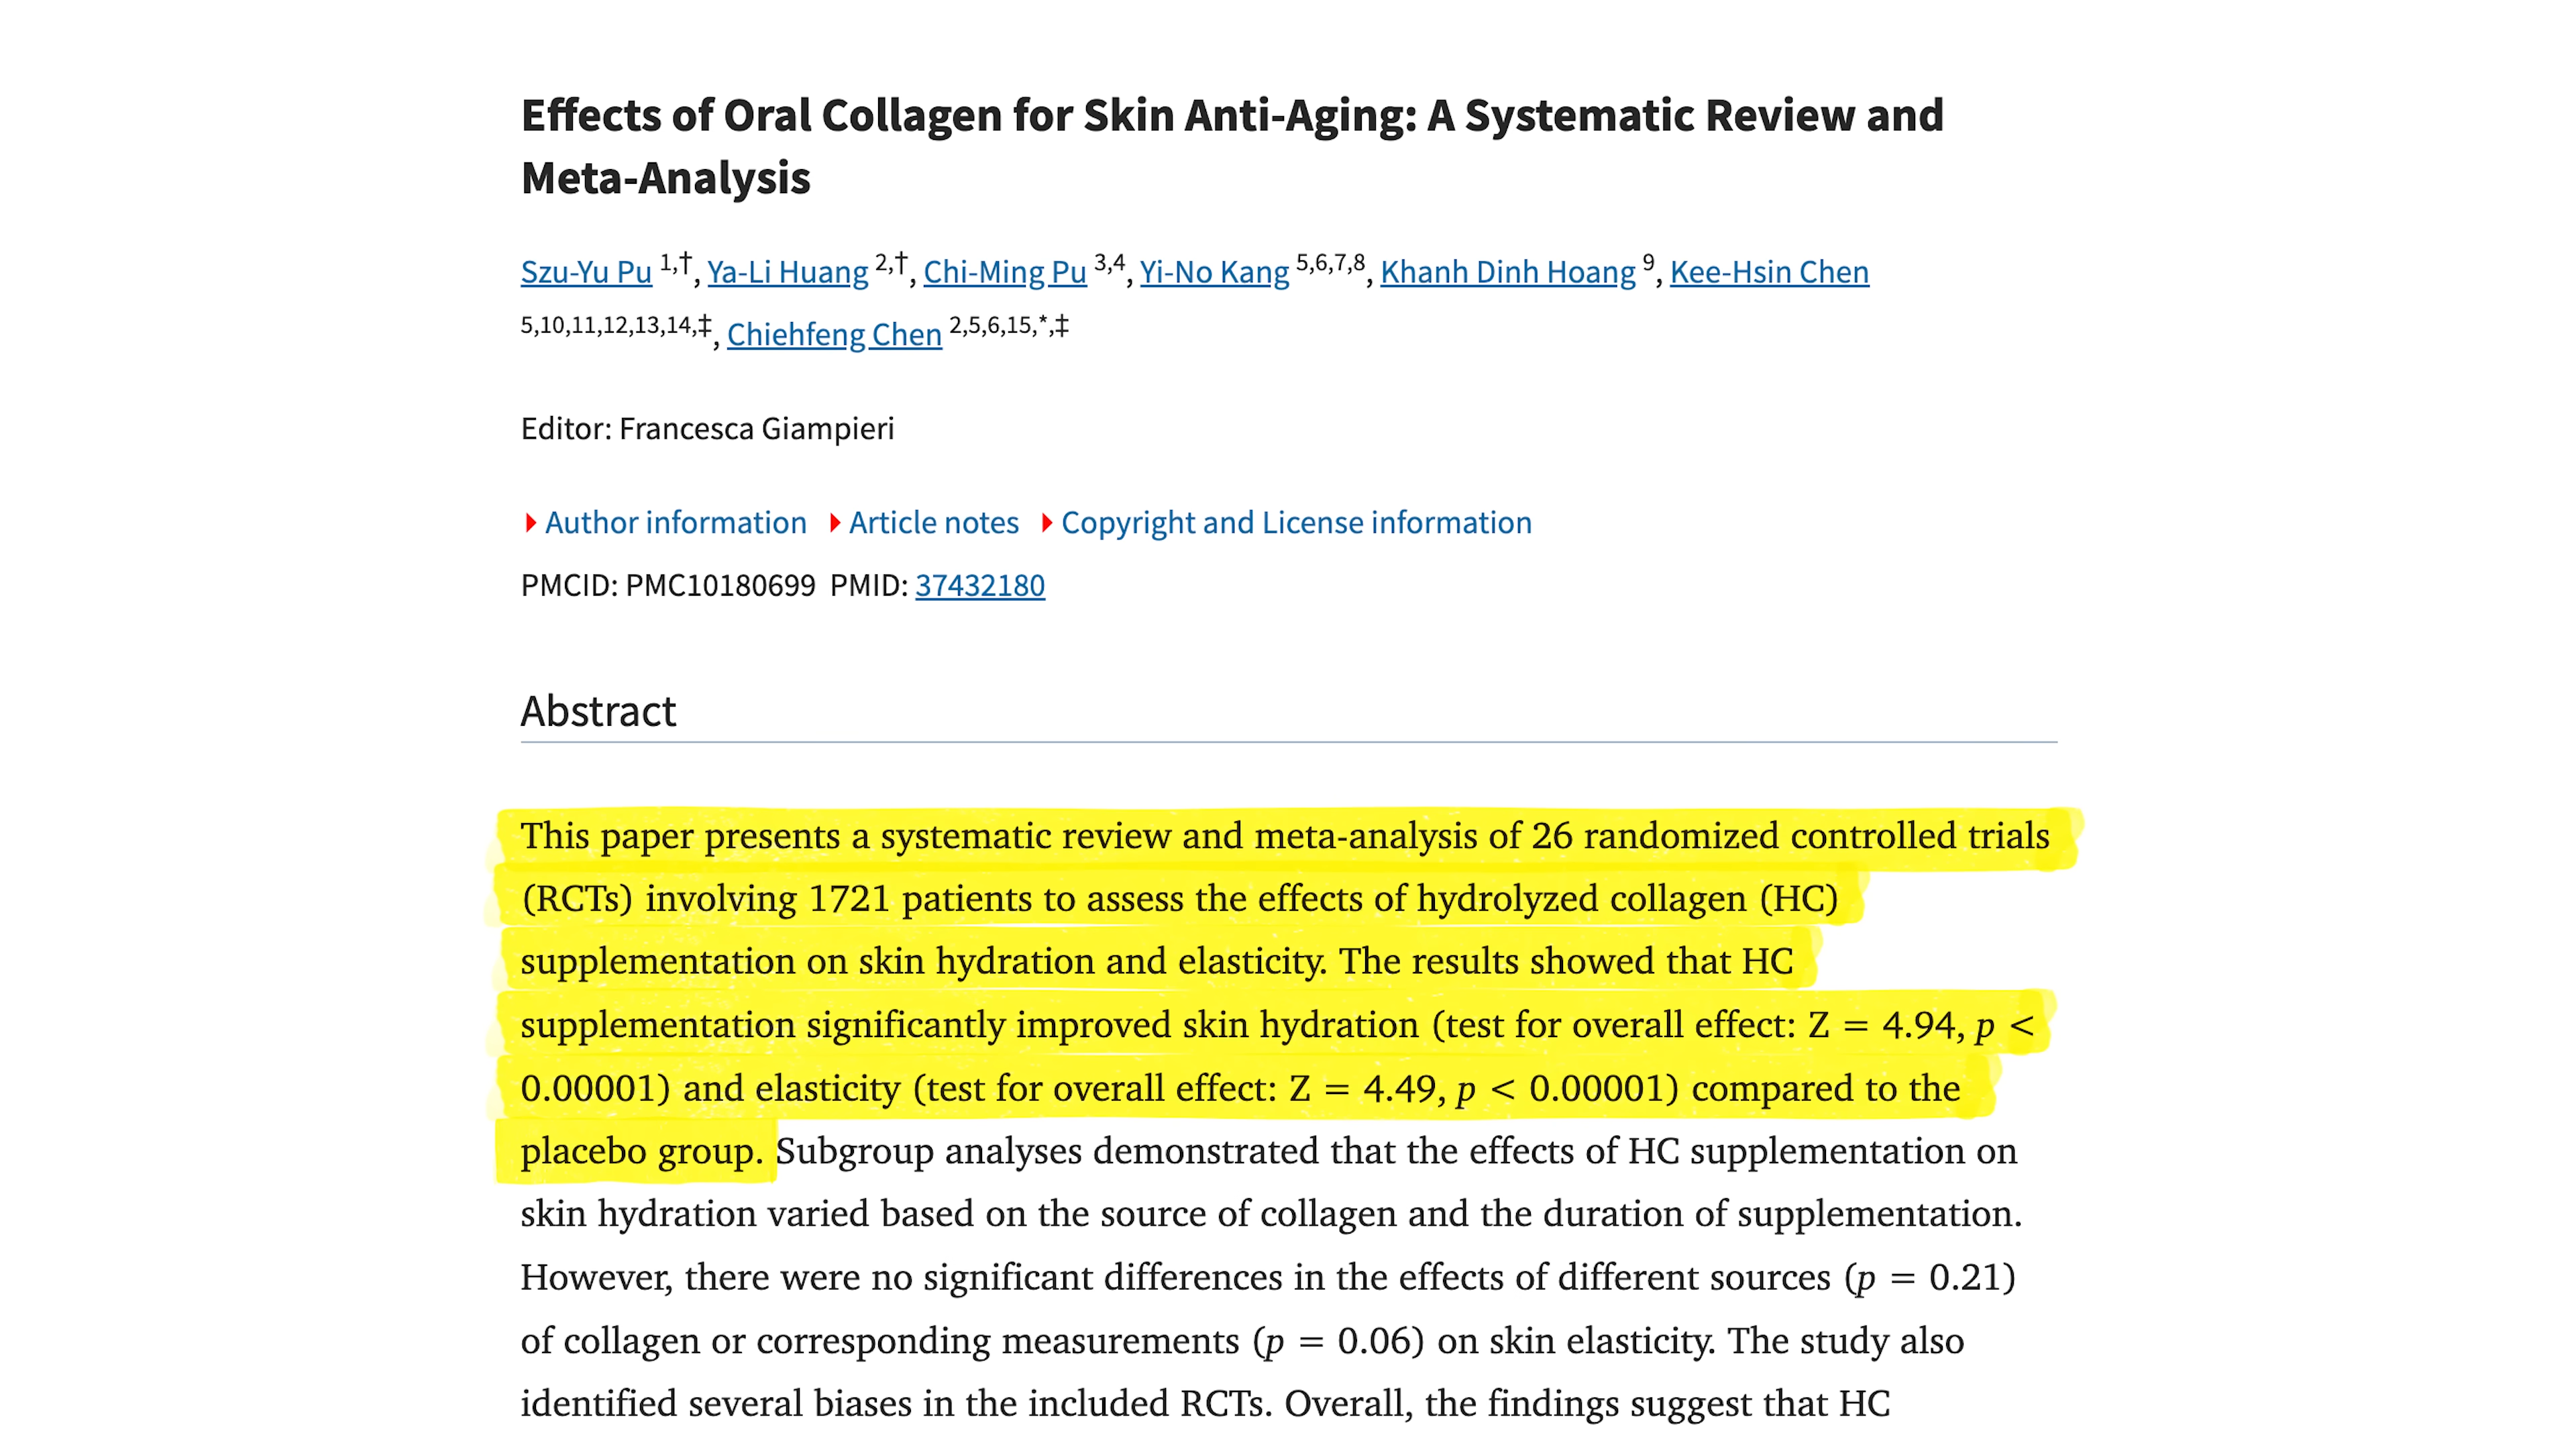 Effects of Oral Collagen for Skin Anti-Aging: A Systematic Review and
Meta-Analysis
Szu-Yu Pu 1,†, Ya-Li Huang 2,†, Chi-Ming Pu 3,4, Yi-No Kang 5,6,7,8, Khanh Dinh Hoang 9, Kee-Hsin Chen
5,10,11,12,13,14,‡, Chiehfeng Chen 2,5,6,15,*,‡
Editor: Francesca Giampieri
Author information Article notes Copyright and License information
PMCID: PMC10180699 PMID: 37432180
Abstract
This paper presents a systematic review and meta-analysis of 26 randomized controlled trials
(RCTs) involving 1721 patients to assess the effects of hydrolyzed collagen (HC)
supplementation on skin hydration and elasticity. The results showed that HC
supplementation significantly improved skin hydration (test for overall effect: Z = 4.94, p <
0.00001) and elasticity (test for overall effect: Z = 4.49, p < 0.00001) compared to the
placebo group. Subgroup analyses demonstrated that the effects of HC supplementation on
skin hydration varied based on the source of collagen and the duration of supplementation.
However, there were no significant differences in the effects of different sources (p = 0.21)
of collagen or corresponding measurements (p = 0.06) on skin elasticity. The study also
identified several biases in the included RCTs. Overall, the findings suggest that HC